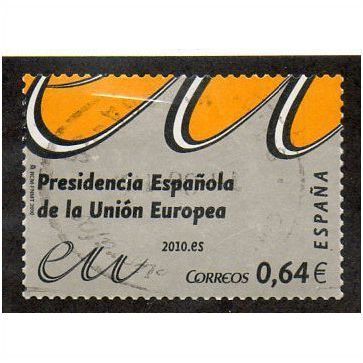 Presidencia Española
de la Unión Europea
2010.es
eu
CORREOS 0,64€
ESPAÑA